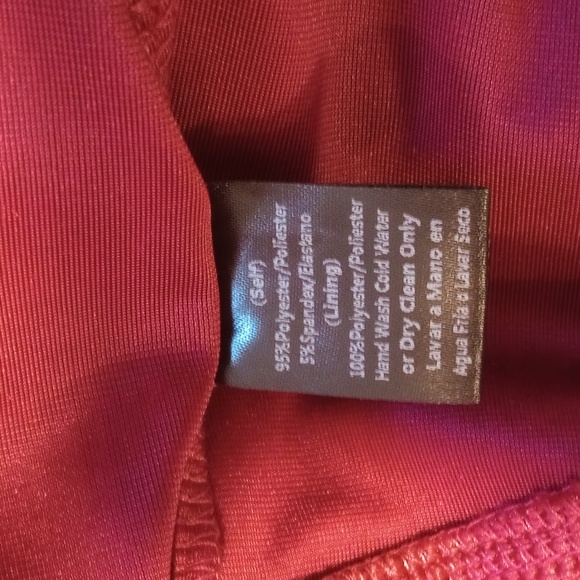 (Self)
95%Polyester/Poliester
5%Spandex/Elastano
(Lining)
100%Polyester/Poliester
Hand Wash Cold Water
or Dry Clean Only
Lavar a Mano en
Agua Fria o Lavar Seco